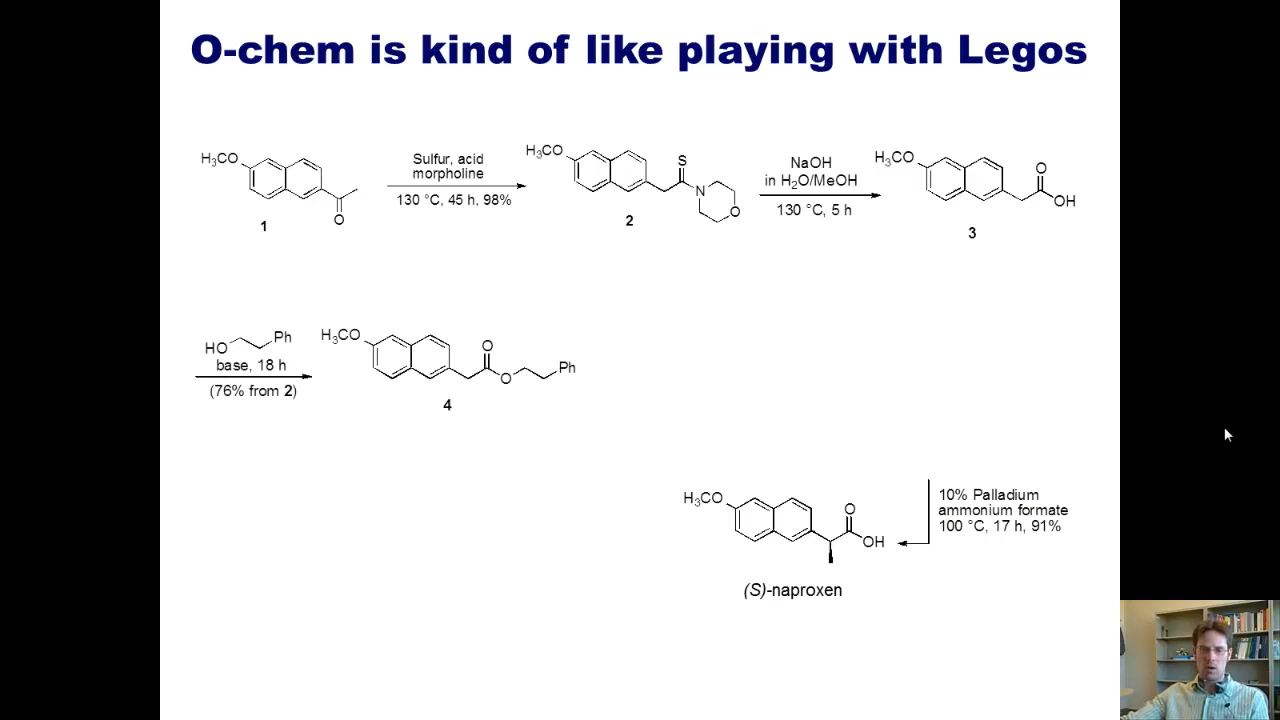 O-chem is kind of like playing with Legos
H₃CO
O
1
Sulfur, acid
morpholine
130 °C, 45 h, 98%
H₃CO
S
N
O
2
NaOH
in H₂O/MeOH
130 °C, 5 h
H₃CO
O
OH
3
HO
Ph
base, 18 h
(76% from 2)
H₃CO
O
O
Ph
4
H₃CO
O
OH
(S)-naproxen
10% Palladium
ammonium formate
100 °C, 17 h, 91%